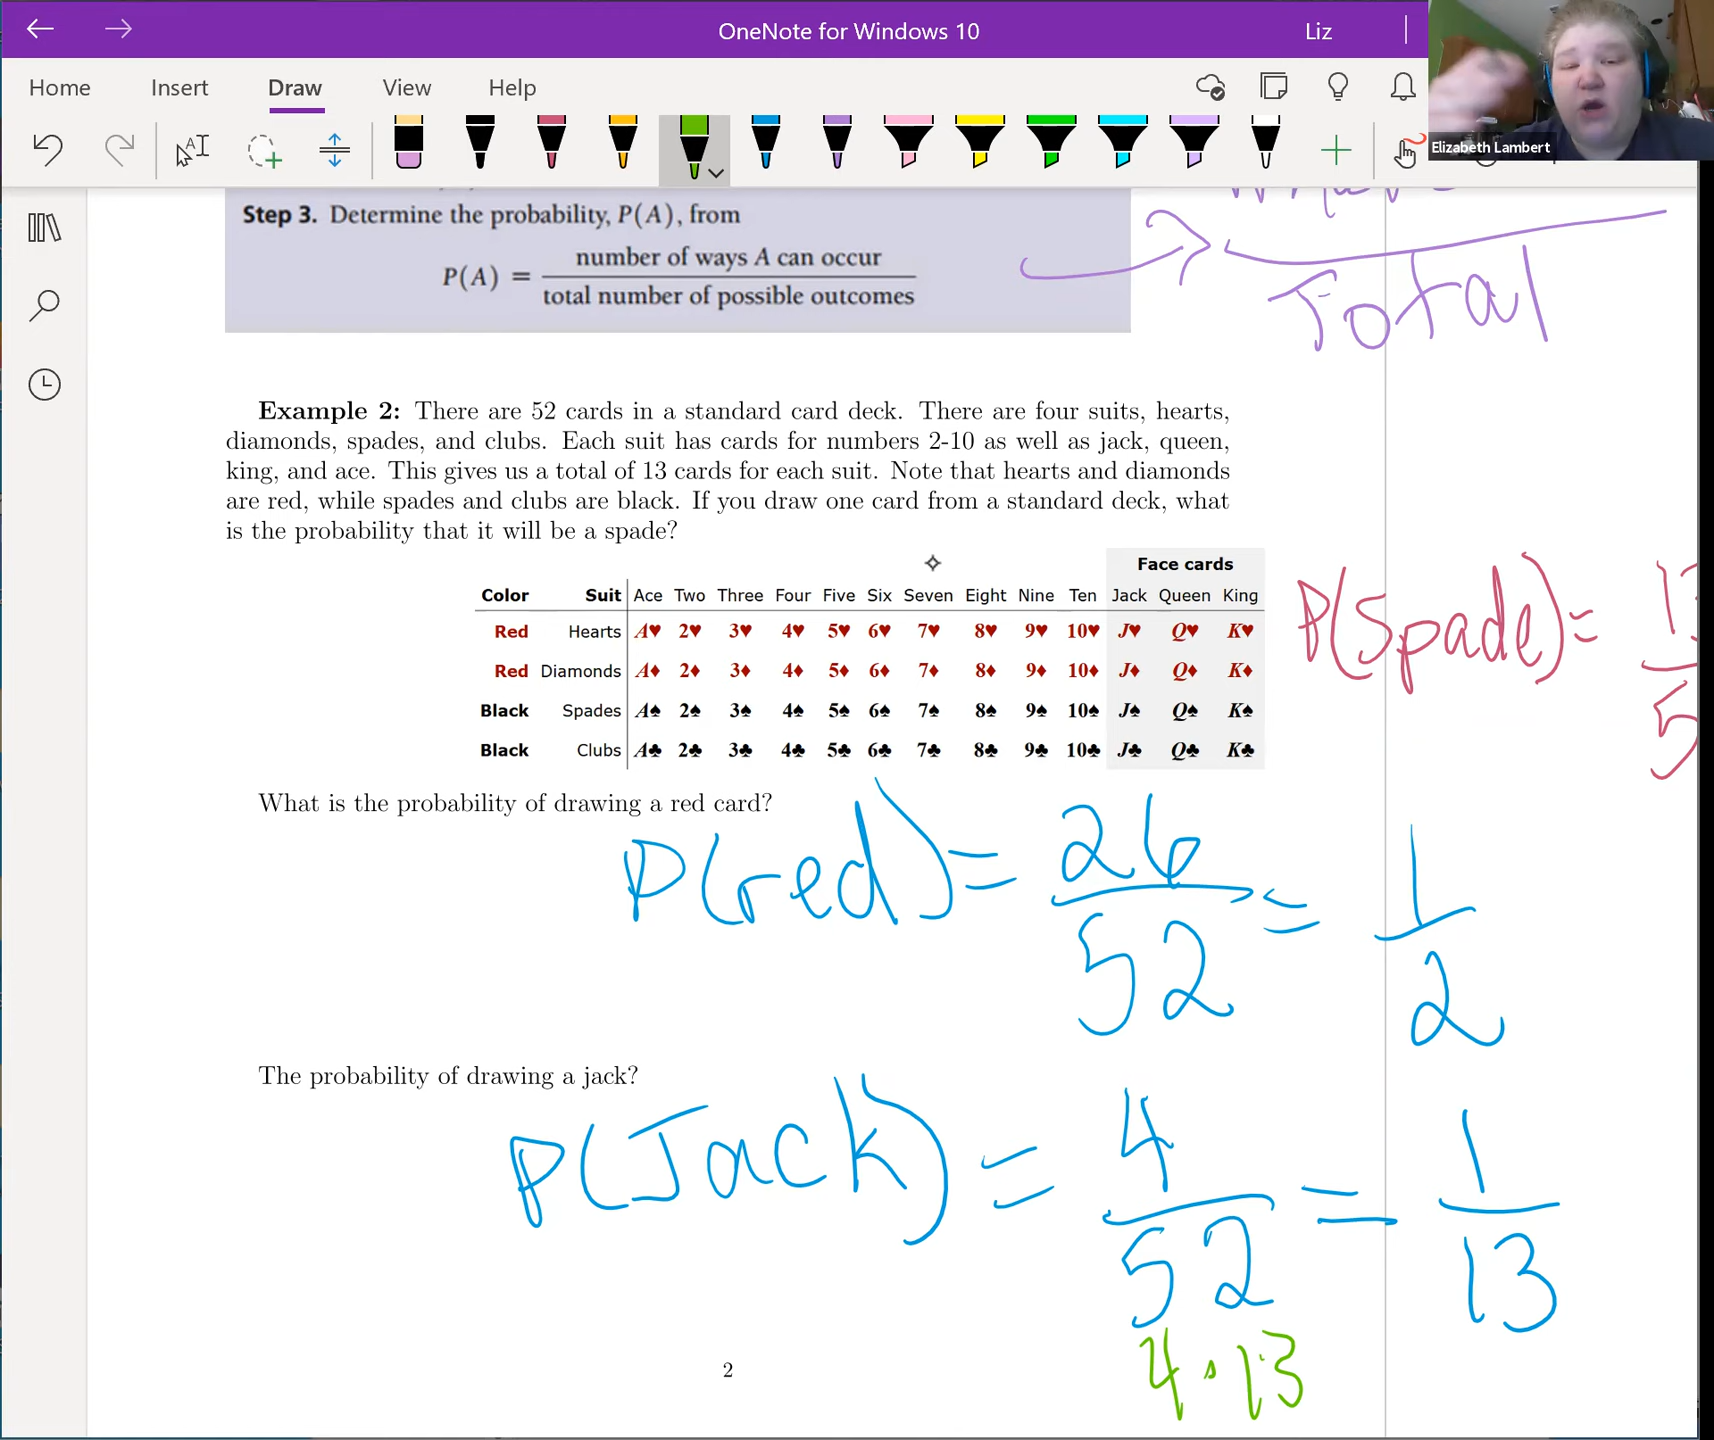 OneNote for Windows 10
Liz
Home Insert Draw View Help
Elizabeth Lambert
Step 3. Determine the probability, P(A), from
P(A) = number of ways A can occur
total number of possible outcomes
Total
Example 2: There are 52 cards in a standard card deck. There are four suits, hearts,
diamonds, spades, and clubs. Each suit has cards for numbers 2-10 as well as jack, queen,
king, and ace. This gives us a total of 13 cards for each suit. Note that hearts and diamonds
are red, while spades and clubs are black. If you draw one card from a standard deck, what
is the probability that it will be a spade?
Face cards
Color Suit Ace Two Three Four Five Six Seven Eight Nine Ten Jack Queen King
Red Hearts A♥ 2♥ 3♥ 4♥ 5♥ 6♥ 7♥ 8♥ 9♥ 10♥ J♥ Q♥ K♥
Red Diamonds A♦ 2♦ 3♦ 4♦ 5♦ 6♦ 7♦ 8♦ 9♦ 10♦ J♦ Q♦ K♦
Black Spades A♠ 2♠ 3♠ 4♠ 5♠ 6♠ 7♠ 8♠ 9♠ 10♠ J♠ Q♠ K♠
Black Clubs A♣ 2♣ 3♣ 4♣ 5♣ 6♣ 7♣ 8♣ 9♣ 10♣ J♣ Q♣ K♣
P(Spade) = 13
5
What is the probability of drawing a red card?
P(red) = 26/52 = 1/2
The probability of drawing a jack?
P(Jack) = 4/52 = 1/13
4 · 13
2